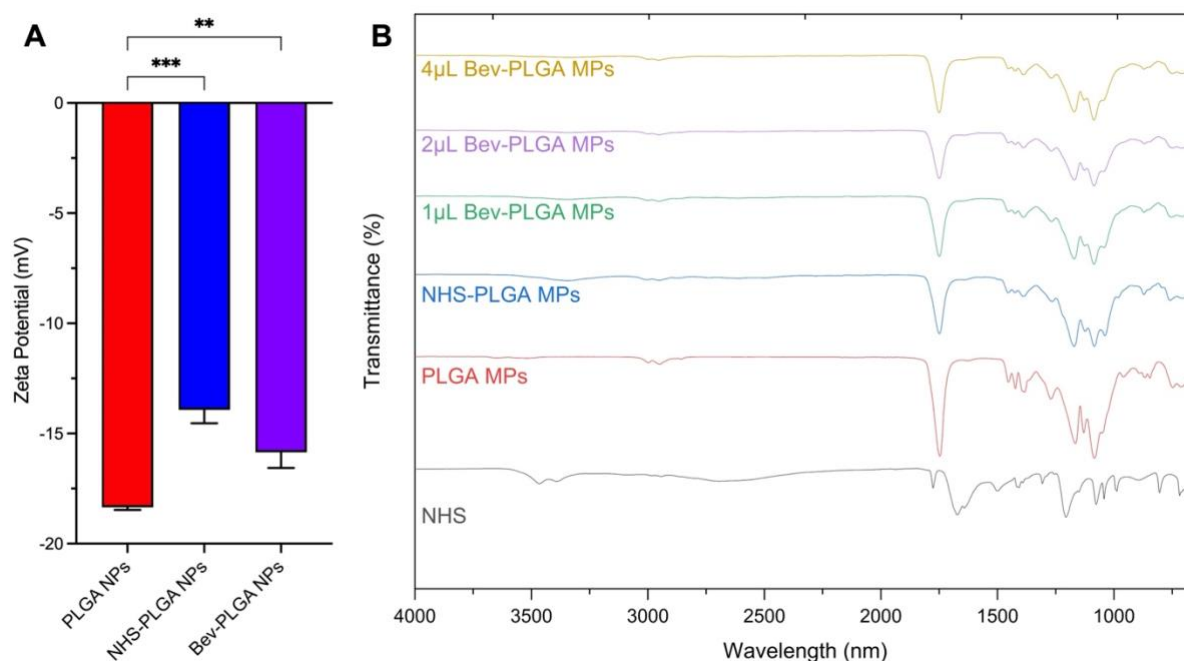 A
**
***
0
-5
-10
-15
-20
Zeta Potential (mV)
PLGA NPs
NHS-PLGA NPs
Bev-PLGA NPs
B
4µL Bev-PLGA MPs
2µL Bev-PLGA MPs
1µL Bev-PLGA MPs
NHS-PLGA MPs
PLGA MPs
NHS
Transmittance (%)
4000 3500 3000 2500 2000 1500 1000
Wavelength (nm)